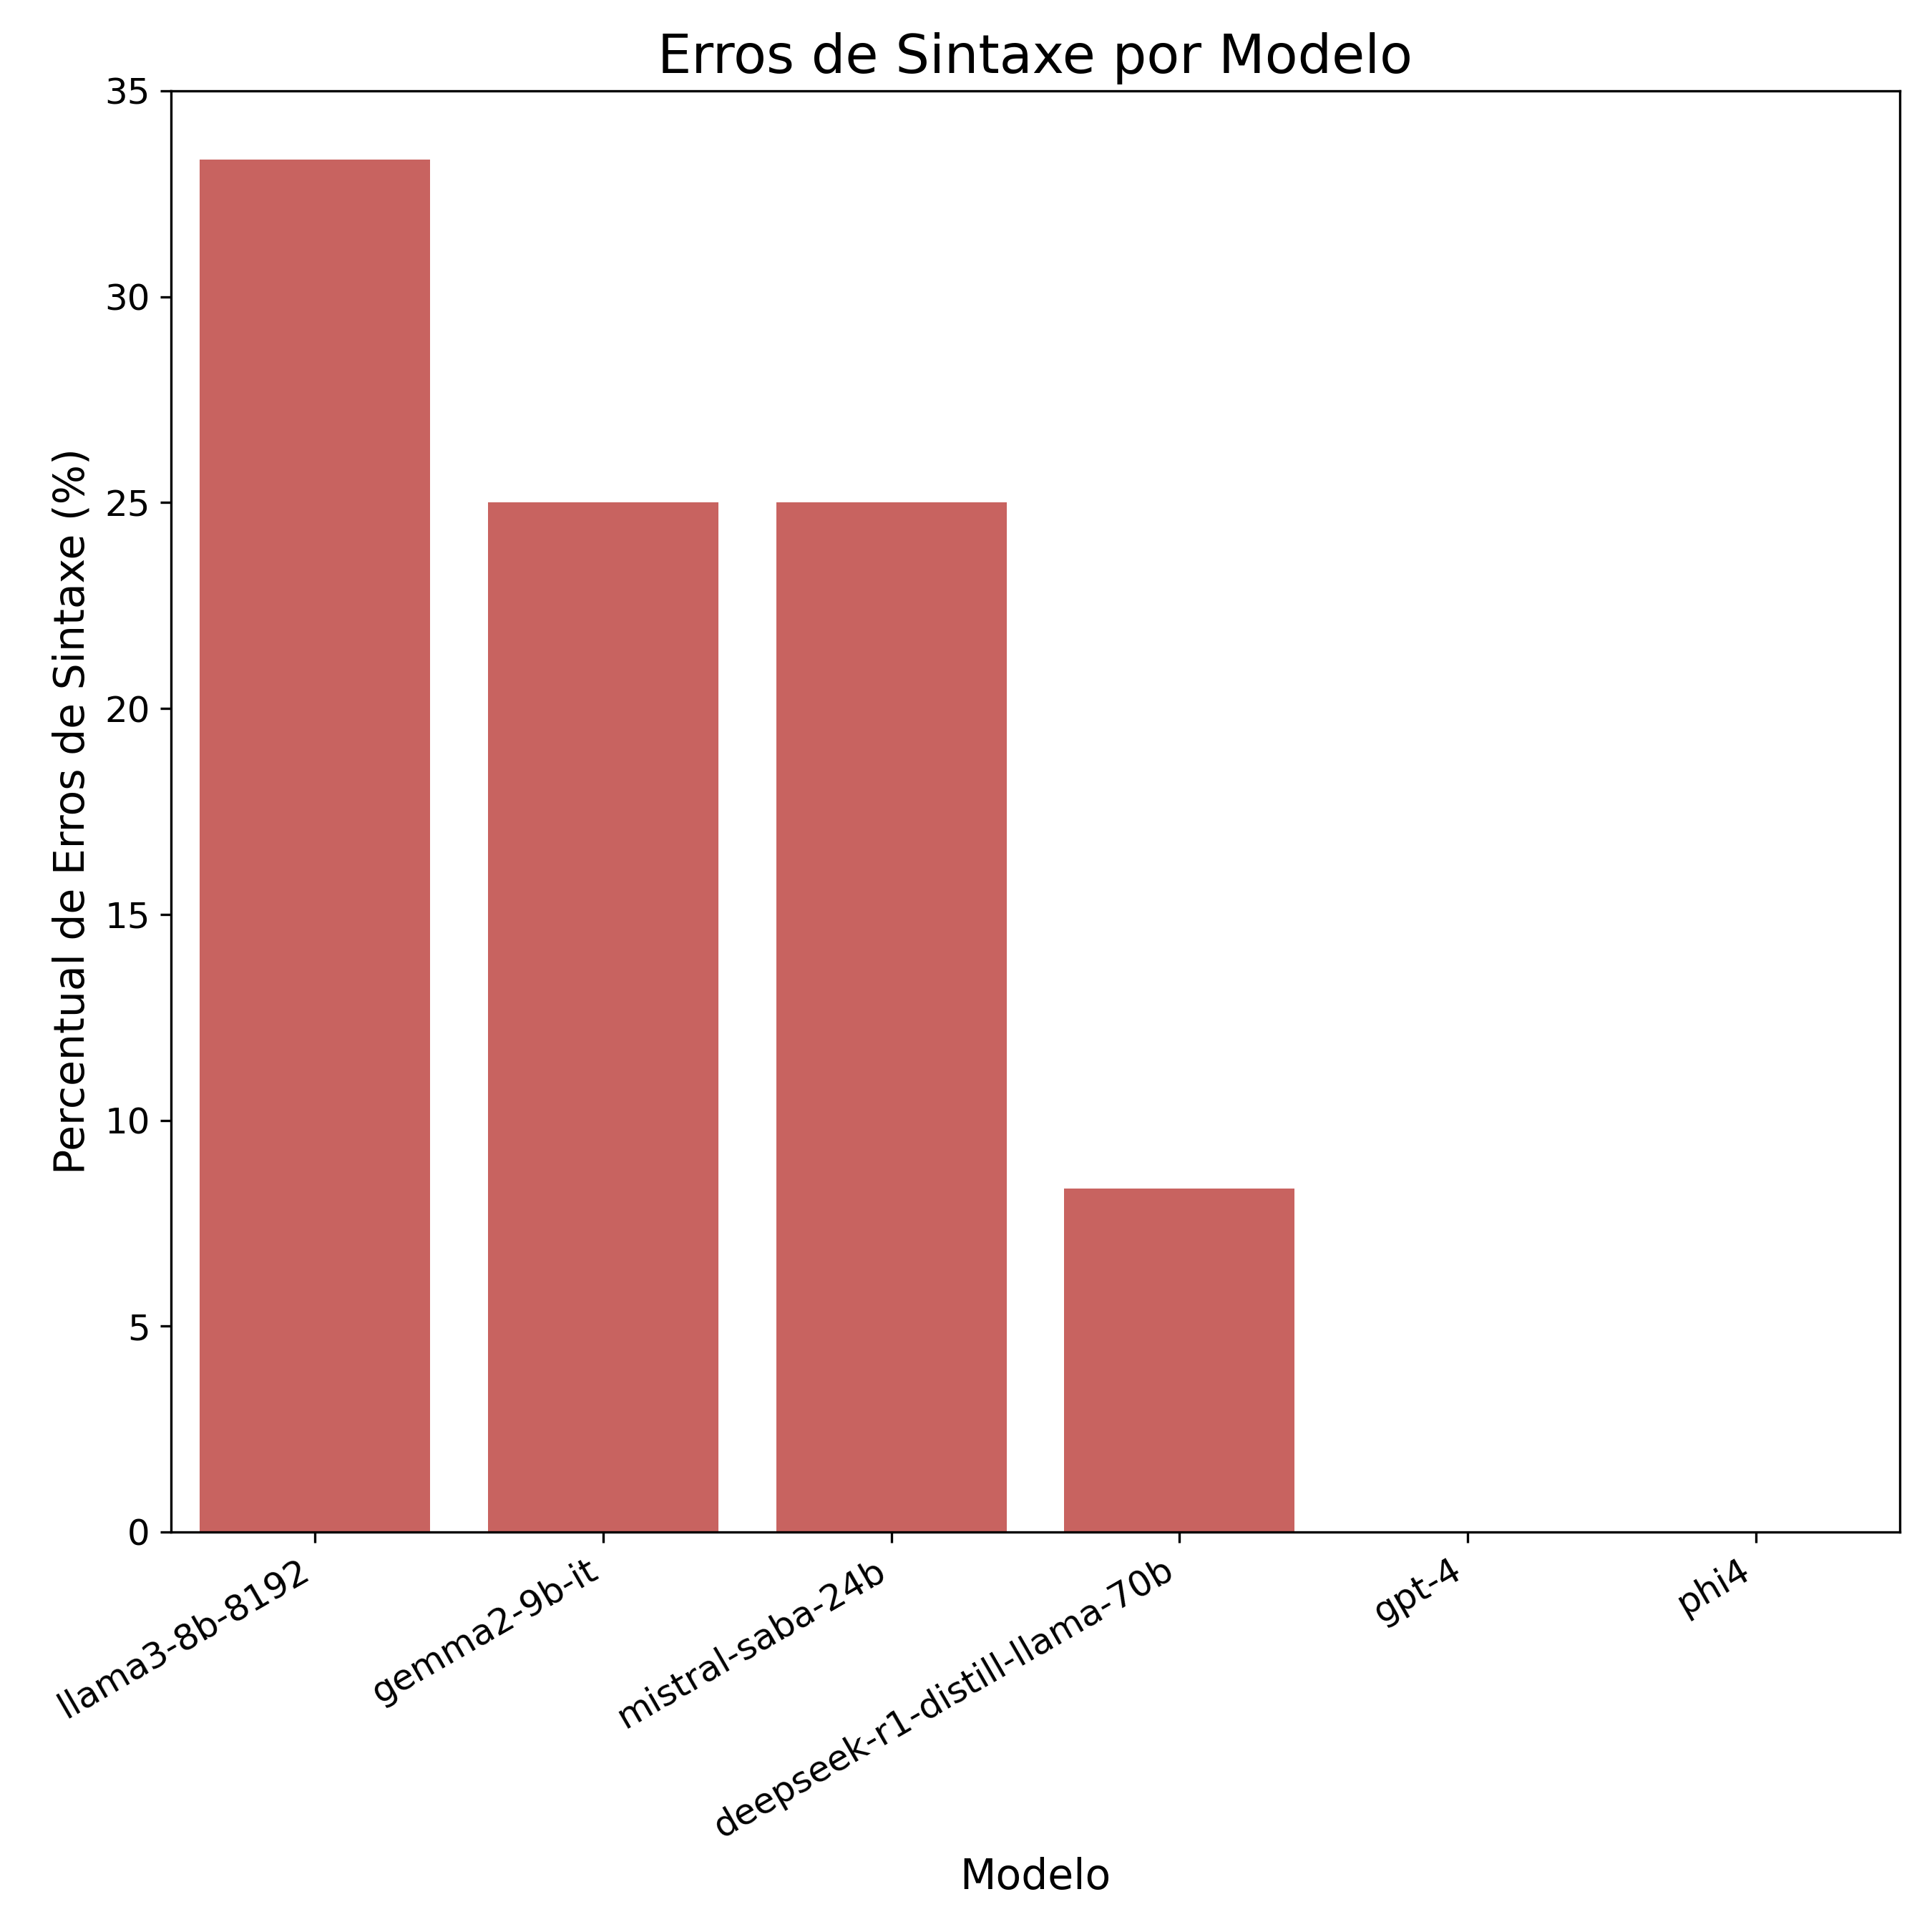 Erros de Sintaxe por Modelo
Percentual de Erros de Sintaxe (%)
35
30
25
20
15
10
5
0
llama3-8b-8192
gemma2-9b-it
mistral-saba-24b
deepseek-r1-distill-llama-70b
gpt-4
phi4
Modelo